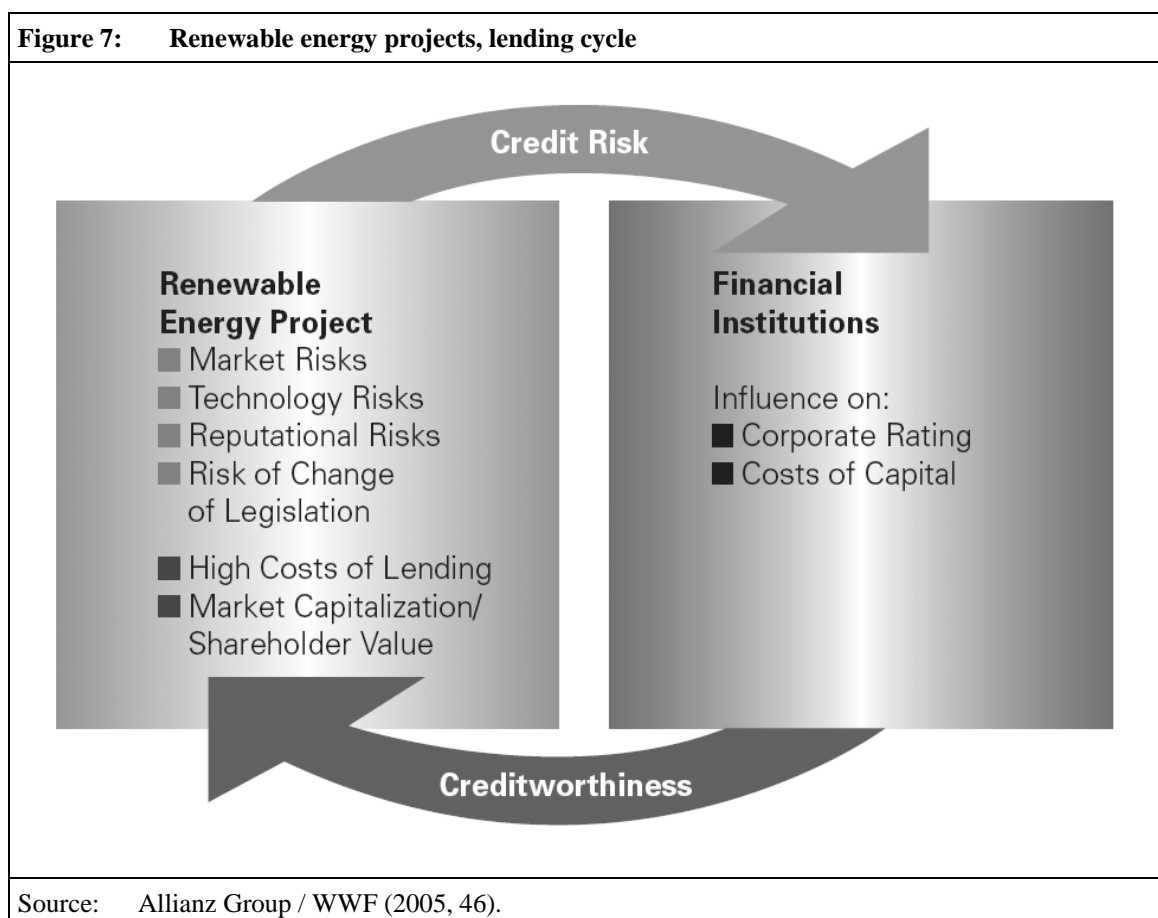 Figure 7: Renewable energy projects, lending cycle
Credit Risk
Renewable
Energy Project
■ Market Risks
■ Technology Risks
■ Reputational Risks
■ Risk of Change
of Legislation
■ High Costs of Lending
■ Market Capitalization/
Shareholder Value
Financial
Institutions
Influence on:
■ Corporate Rating
■ Costs of Capital
Creditworthiness
Source: Allianz Group / WWF (2005, 46).